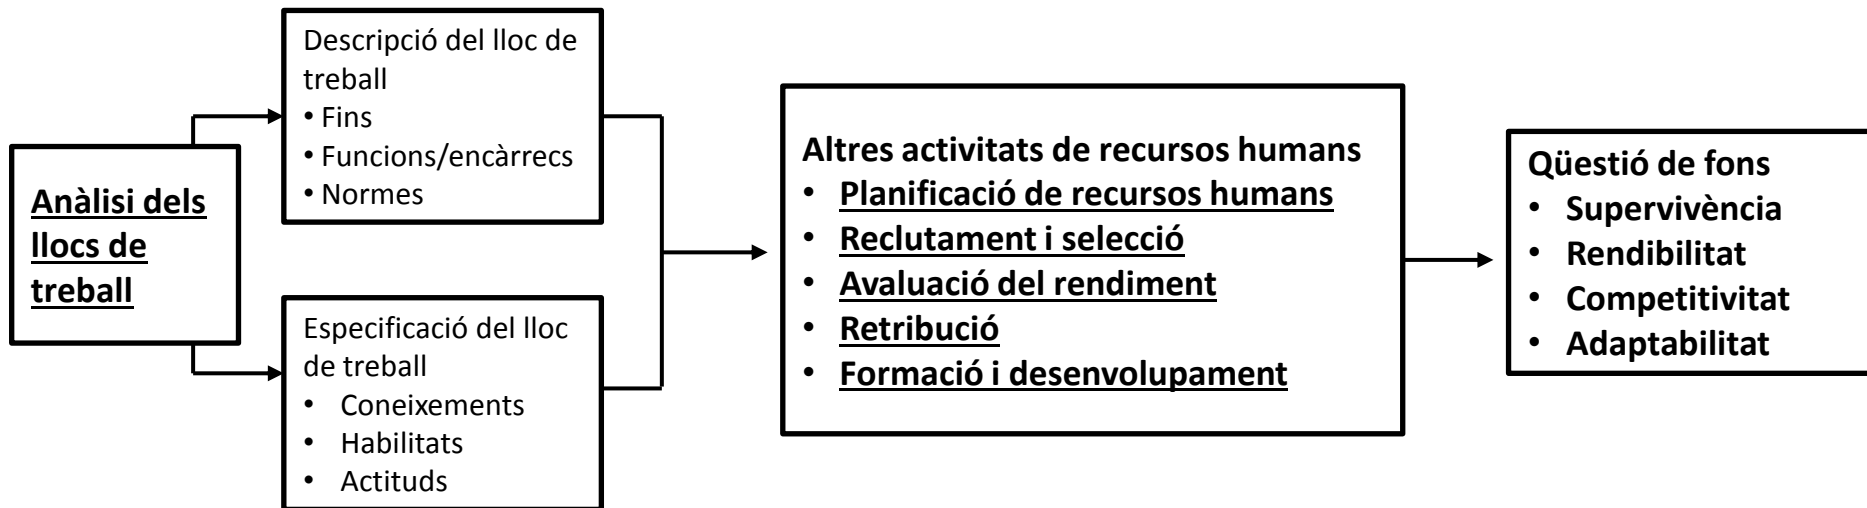 Anàlisi dels
llocs de
treball
Descripció del lloc de
treball
• Fins
• Funcions/encàrrecs
• Normes
Especificació del lloc
de treball
• Coneixements
• Habilitats
• Actituds
Altres activitats de recursos humans
• Planificació de recursos humans
• Reclutament i selecció
• Avaluació del rendiment
• Retribució
• Formació i desenvolupament
Qüestió de fons
• Supervivència
• Rendibilitat
• Competitivitat
• Adaptabilitat